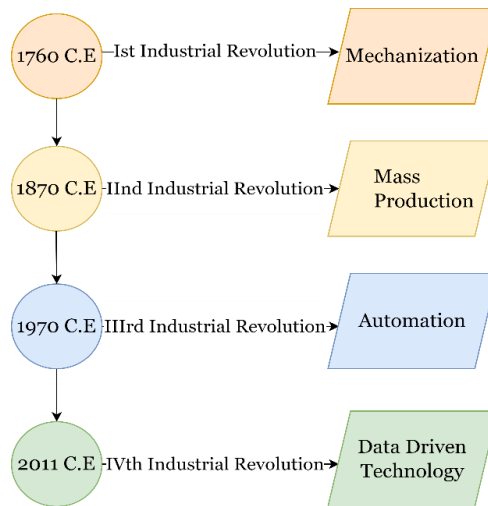 1760 C.E
Ist Industrial Revolution
Mechanization
1870 C.E
IInd Industrial Revolution
Mass
Production
1970 C.E
IIIrd Industrial Revolution
Automation
2011 C.E
IVth Industrial Revolution
Data Driven
Technology